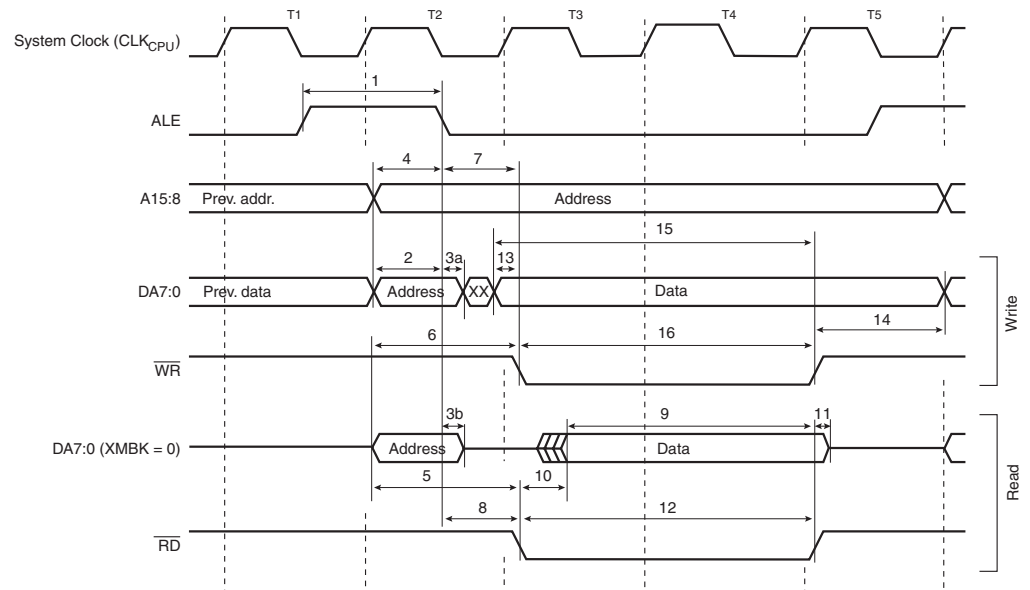 T1 T2 T3 T4 T5
System Clock (CLKCPU)
1
ALE
4 7
A15:8 Prev. addr. Address
15
2 3a 13
DA7:0 Prev. data Address XX Data
14
6 16
WR
Write
3b 9 11
DA7:0 (XMBK = 0) Address Data
5 10
Read
8 12
RD